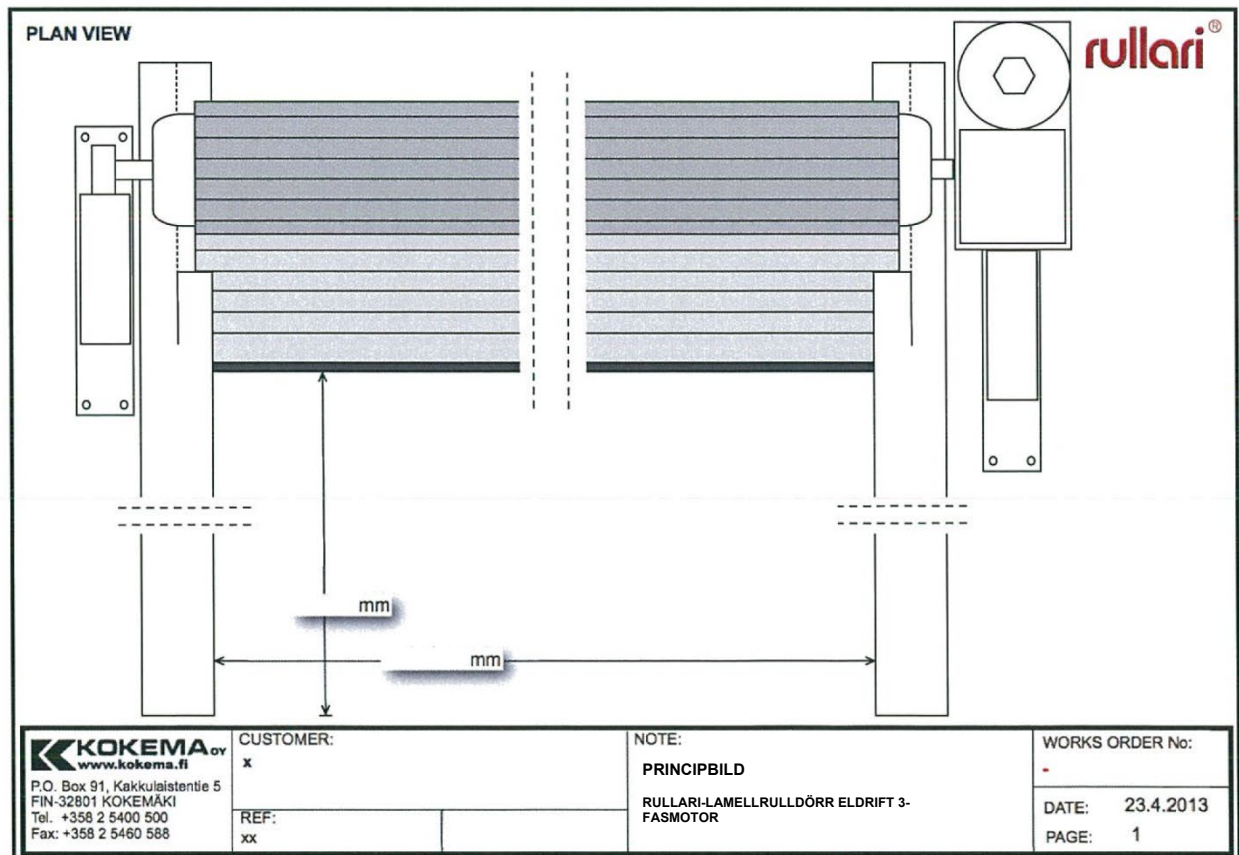 PLAN VIEW
rullari®
mm
mm
KOKEMA OY
www.kokema.fi
P.O. Box 91, Kakkulaistentie 5
FIN-32801 KOKEMÄKI
Tel. +358 2 5400 500
Fax: +358 2 5460 588
CUSTOMER:
x
REF:
xx
NOTE:
PRINCIPBILD
RULLARI-LAMELLRULLDÖRR ELDRIFT 3-
FASMOTOR
WORKS ORDER No:
-
DATE: 23.4.2013
PAGE: 1